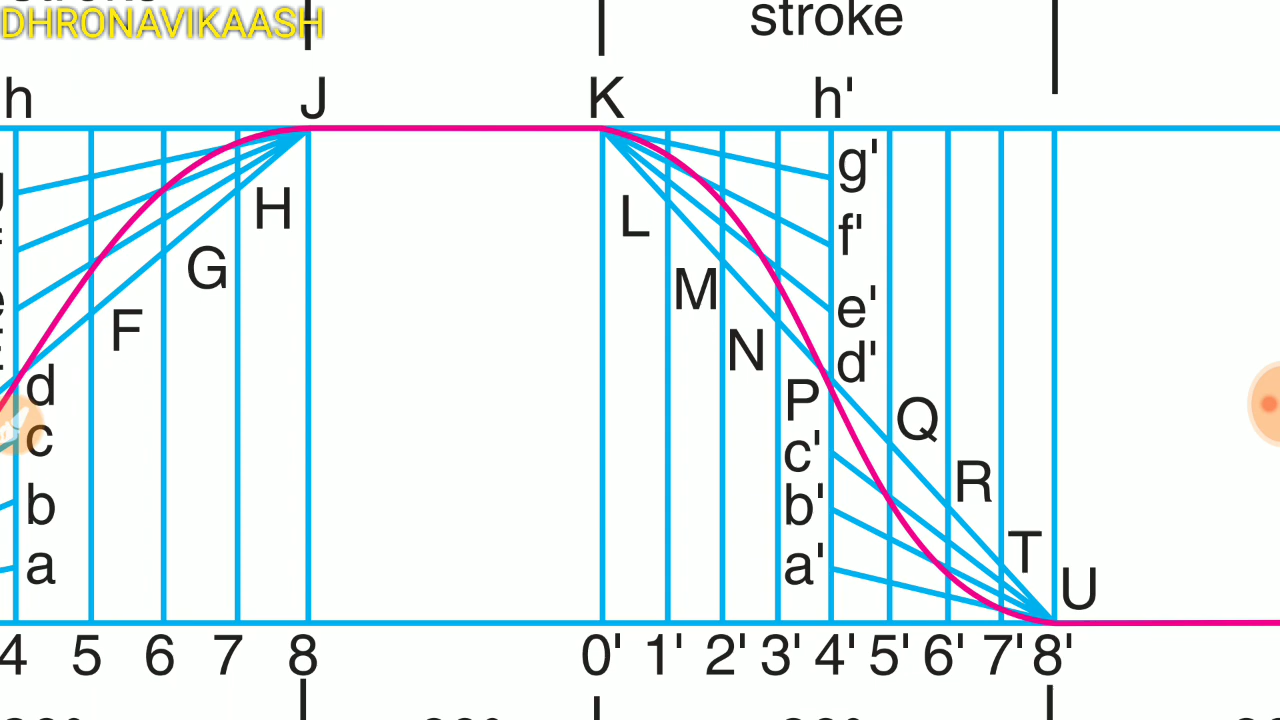 DHRONAVIKAASH
stroke
h J K h'
g'
H L
f'
G
M
e'
F
N
d'
d
P
Q
c
c'
R
b
b'
T
a
a'
U
4 5 6 7 8 0' 1' 2' 3' 4' 5' 6' 7' 8'